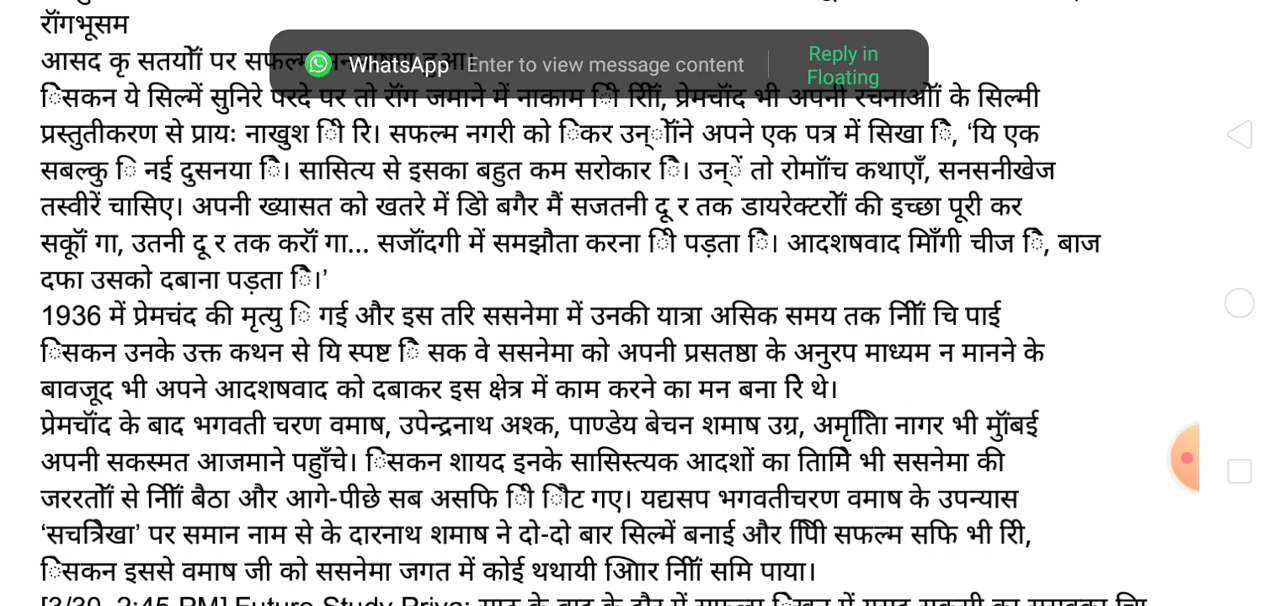 रॉंगभूसम
आसद कृ सतयोॉं पर सफल्म हुआ।
WhatsApp Enter to view message content
Reply in Floating
िेसकन ये सिल्में सुनिरे परदे पर तो रॉंग जमाने में नाकाम िी रिीॉं, प्रेमचॉंद भी अपनी रचनाओॉं के सिल्मी
प्रस्तुतीकरण से प्रायः नाखुश िी रिे। सफल्म नगरी को िेकर उन्ोॉंने अपने एक पत्र में सिखा िै, ‘यि एक
सबल्कु ि नई दुसनया िै। सासित्य से इसका बहुत कम सरोकार िै। उन्ें तो रोमाॉंच कथाएँ, सनसनीखेज
तस्वीरें चासिए। अपनी ख्यासत को खतरे में डािे बगैर मैं सजतनी दू र तक डायरेक्टरोॉं की इच्छा पूरी कर
सकूॉं गा, उतनी दू र तक करॉं गा... सजॉंदगी में समझौता करना िी पड़ता िै। आदशषवाद मिँगी चीज िै, बाज
दफा उसको दबाना पड़ता िै।’
1936 में प्रेमचंद की मृत्यु ि गई और इस तरि ससनेमा में उनकी यात्रा असिक समय तक निीॉं चि पाई
िेसकन उनके उक्त कथन से यि स्पष्ट िै सक वे ससनेमा को अपनी प्रसतष्ठा के अनुरप माध्यम न मानने के
बावजूद भी अपने आदशषवाद को दबाकर इस क्षेत्र में काम करने का मन बना रिे थे।
प्रेमचॉंद के बाद भगवती चरण वमाष, उपेन्द्रनाथ अश्क, पाण्डेय बेचन शमाष उग्र, अमृतिाि नागर भी मुॉंबई
अपनी सकस्मत आजमाने पहुँचे। िेसकन शायद इनके सासिस्त्यक आदशों का तािमेि भी ससनेमा की
जररतोॉं से निीॉं बैठा और आगे-पीछे सब असफि िी िौट गए। यद्यसप भगवतीचरण वमाष के उपन्यास
‘सचत्रिेखा’ पर समान नाम से के दारनाथ शमाष ने दो-दो बार सिल्में बनाई और पििी सफल्म सफि भी रिी,
िेसकन इससे वमाष जी को ससनेमा जगत में कोई थथायी आिार निीॉं समि पाया।